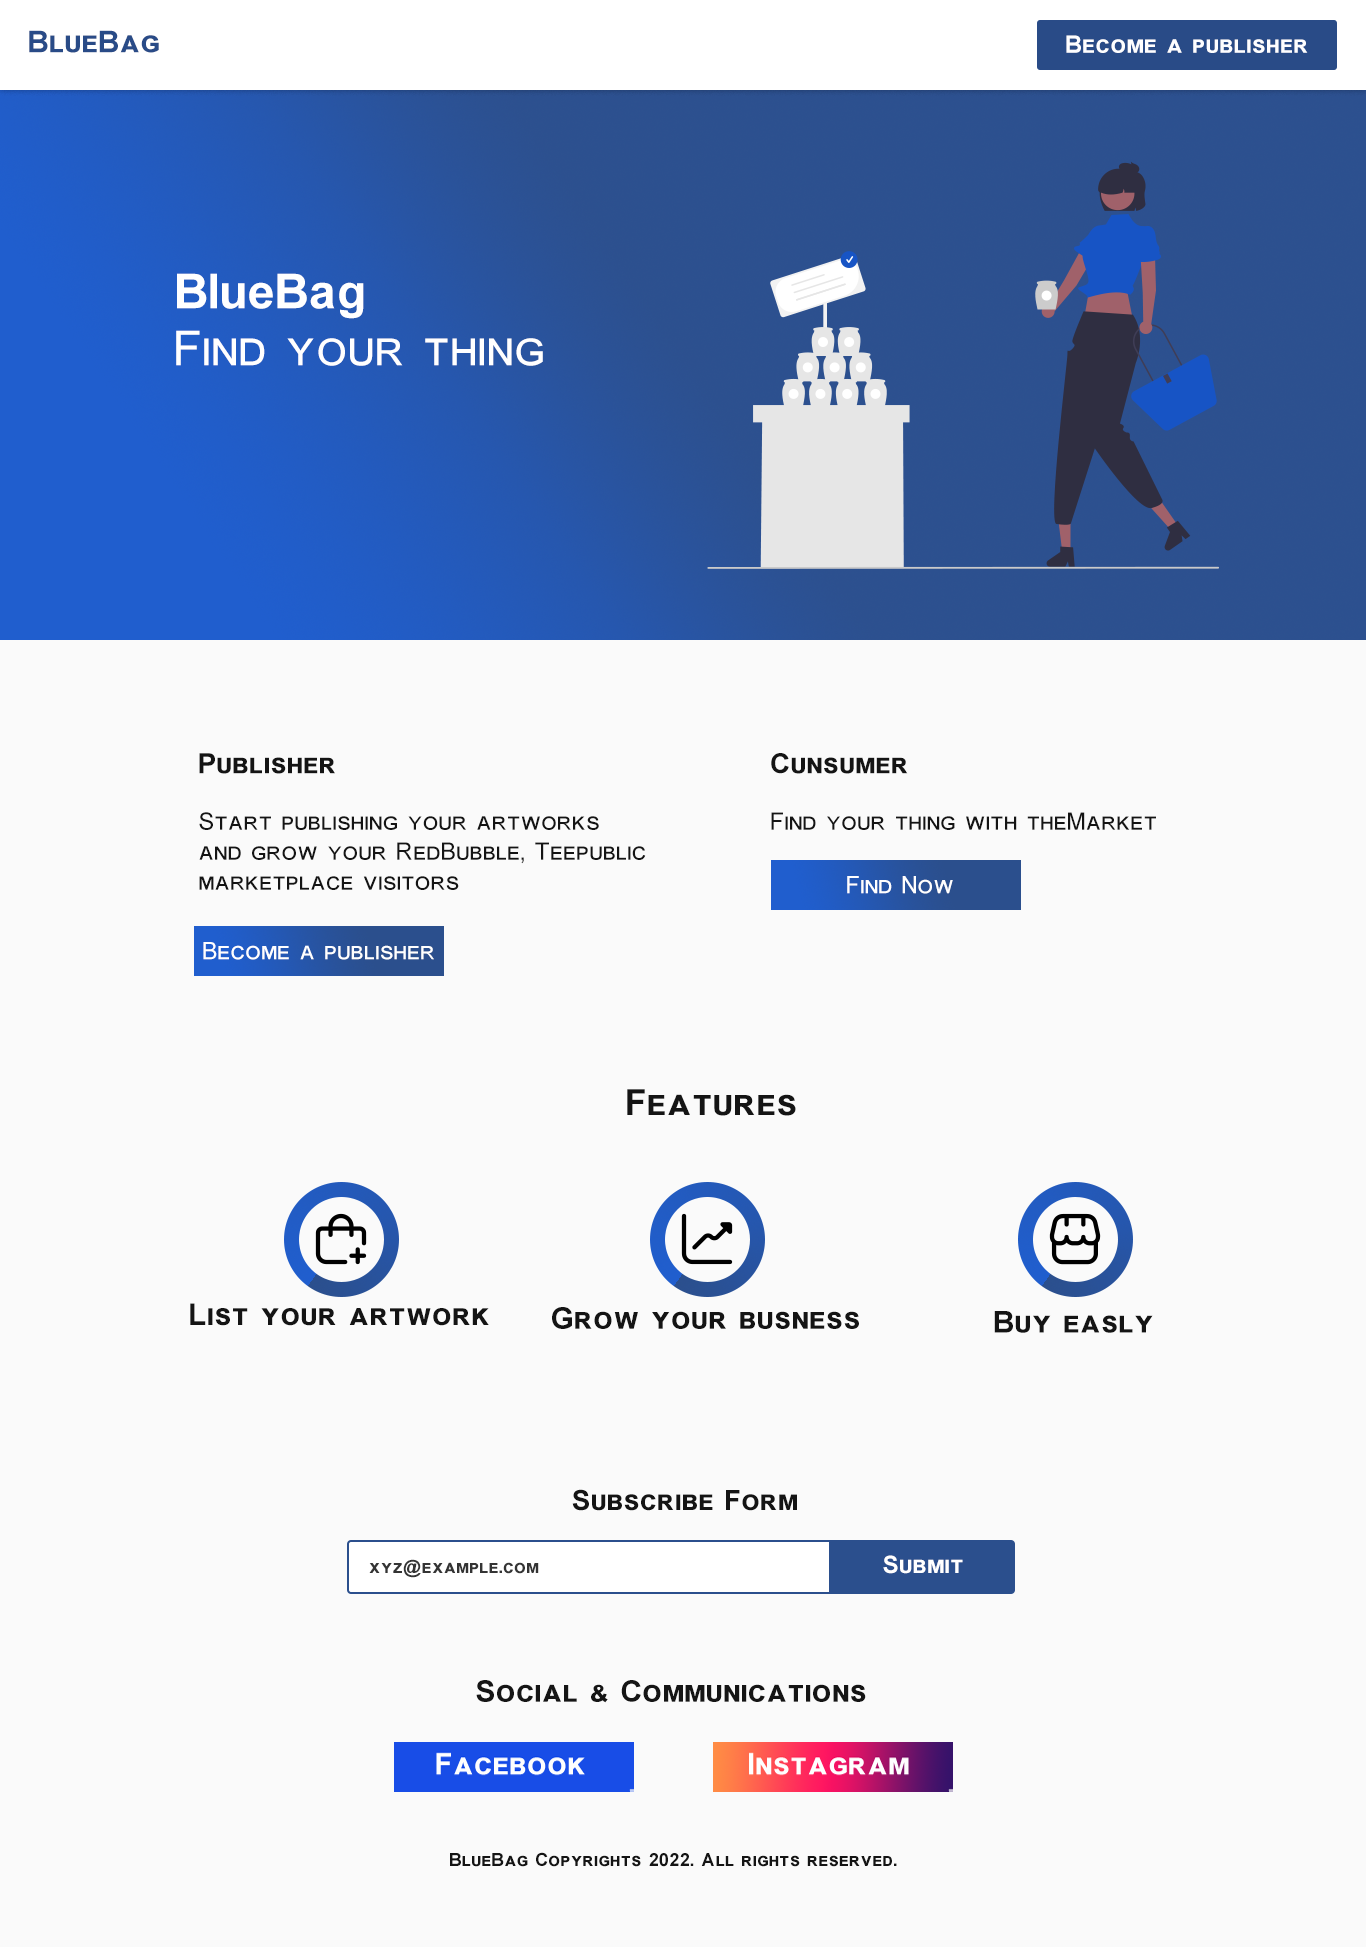 BlueBag
Become a publisher
BlueBag
Find your thing
Publisher
Start publishing your artworks
and grow your RedBubble, Teepublic
marketplace visitors
Become a publisher
Cunsumer
Find your thing with theMarket
Find Now
Features
List your artwork
Grow your busness
Buy easly
Subscribe Form
xyz@example.com
Submit
Social & Communications
Facebook
Instagram
BlueBag Copyrights 2022. All rights reserved.